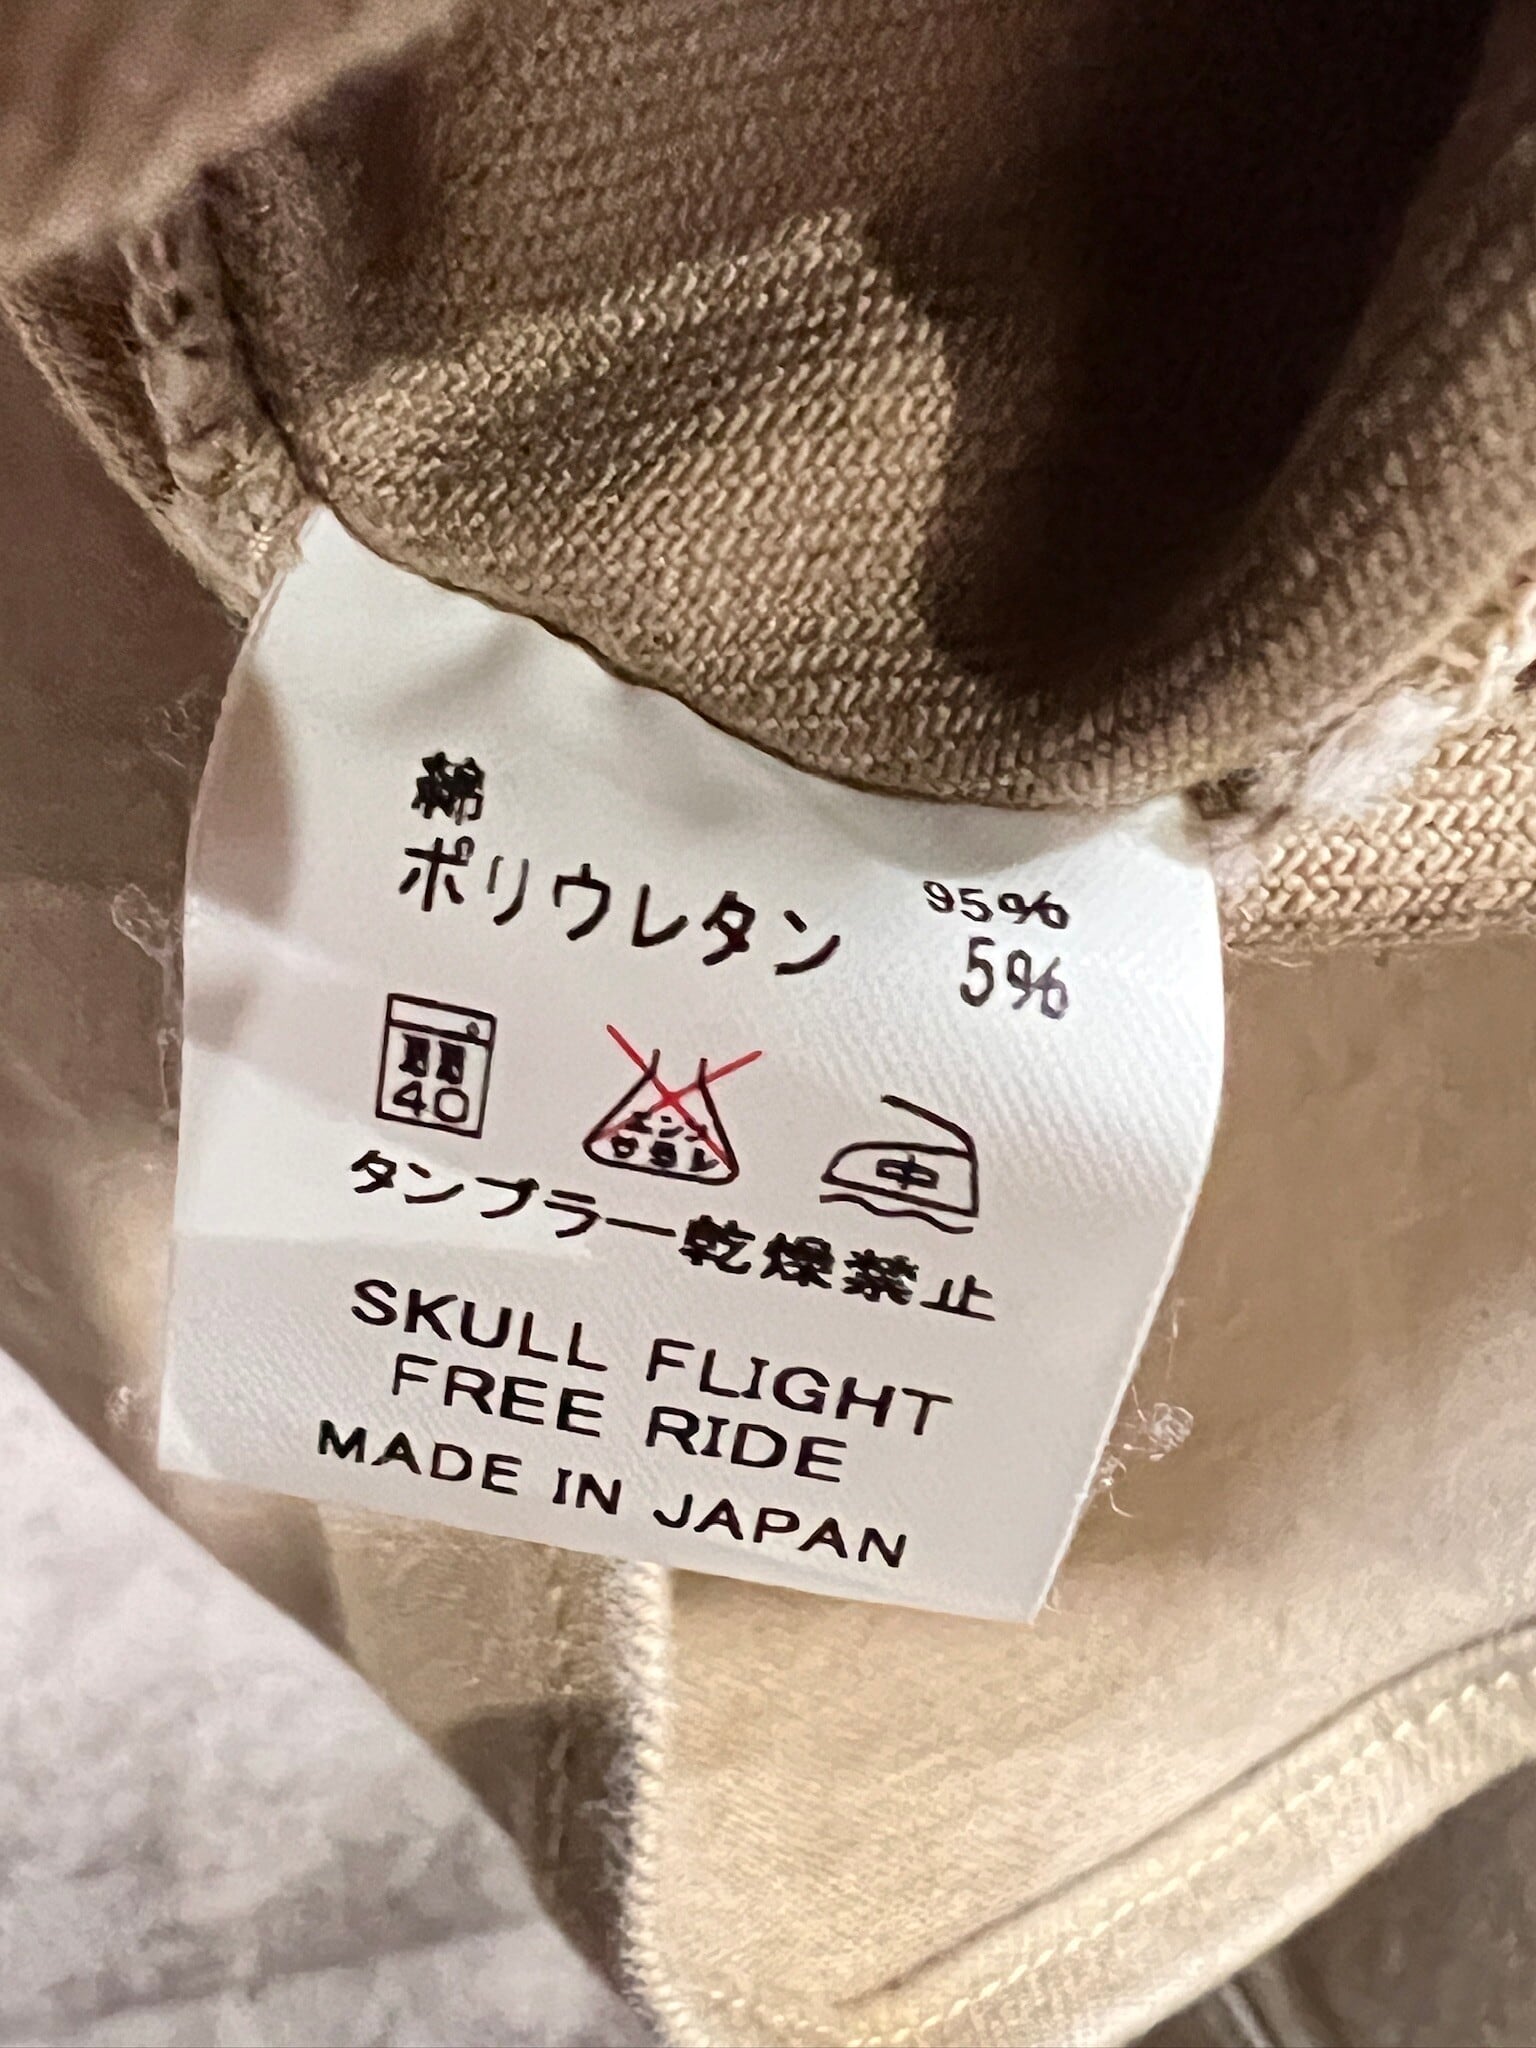 綿 95%
ポリウレタン 5%
40
エンソ
サラシ
中
タンブラー乾燥禁止
SKULL FLIGHT
FREE RIDE
MADE IN JAPAN